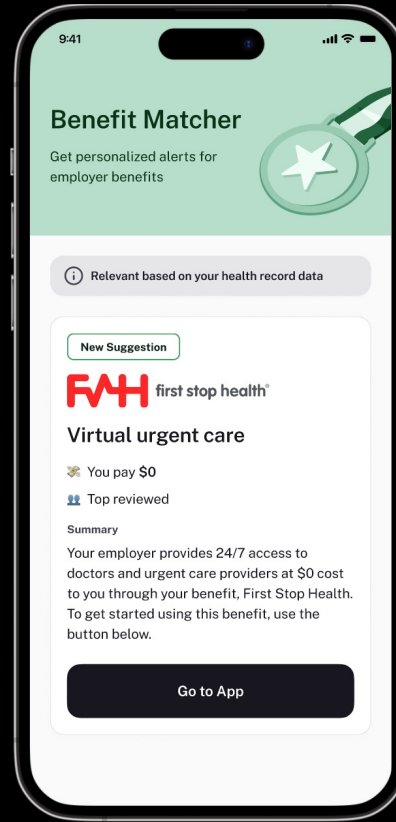 9:41
Benefit Matcher
Get personalized alerts for
employer benefits
Relevant based on your health record data
New Suggestion
FAH first stop health®
Virtual urgent care
You pay $0
Top reviewed
Summary
Your employer provides 24/7 access to
doctors and urgent care providers at $0 cost
to you through your benefit, First Stop Health.
To get started using this benefit, use the
button below.
Go to App